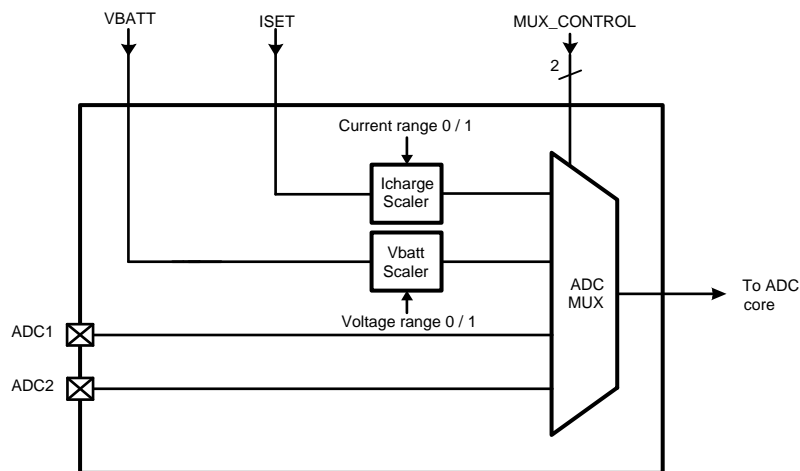 VBATT
ISET
MUX_CONTROL
2
Current range 0 / 1
Icharge
Scaler
Vbatt
Scaler
ADC
MUX
To ADC
core
Voltage range 0 / 1
ADC1
ADC2